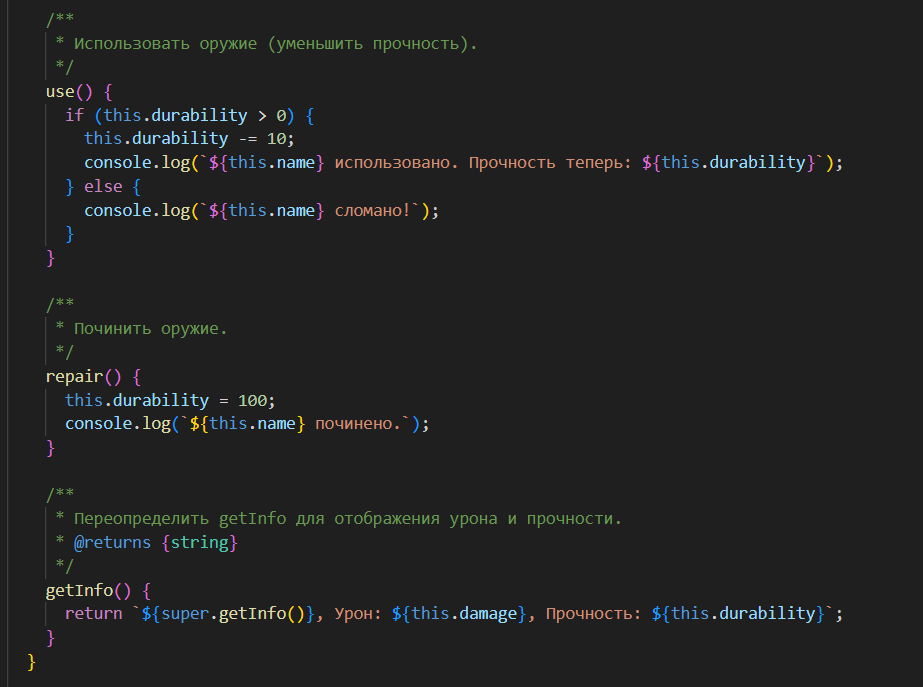 /**
 * Использовать оружие (уменьшить прочность).
 */
use() {
  if (this.durability > 0) {
    this.durability -= 10;
    console.log(`${this.name} использовано. Прочность теперь: ${this.durability}`);
  } else {
    console.log(`${this.name} сломано!`);
  }
}
/**
 * Починить оружие.
 */
repair() {
  this.durability = 100;
  console.log(`${this.name} починено.`);
}
/**
 * Переопределить getInfo для отображения урона и прочности.
 * @returns {string}
 */
getInfo() {
  return `${super.getInfo()}, Урон: ${this.damage}, Прочность: ${this.durability}`;
}
}